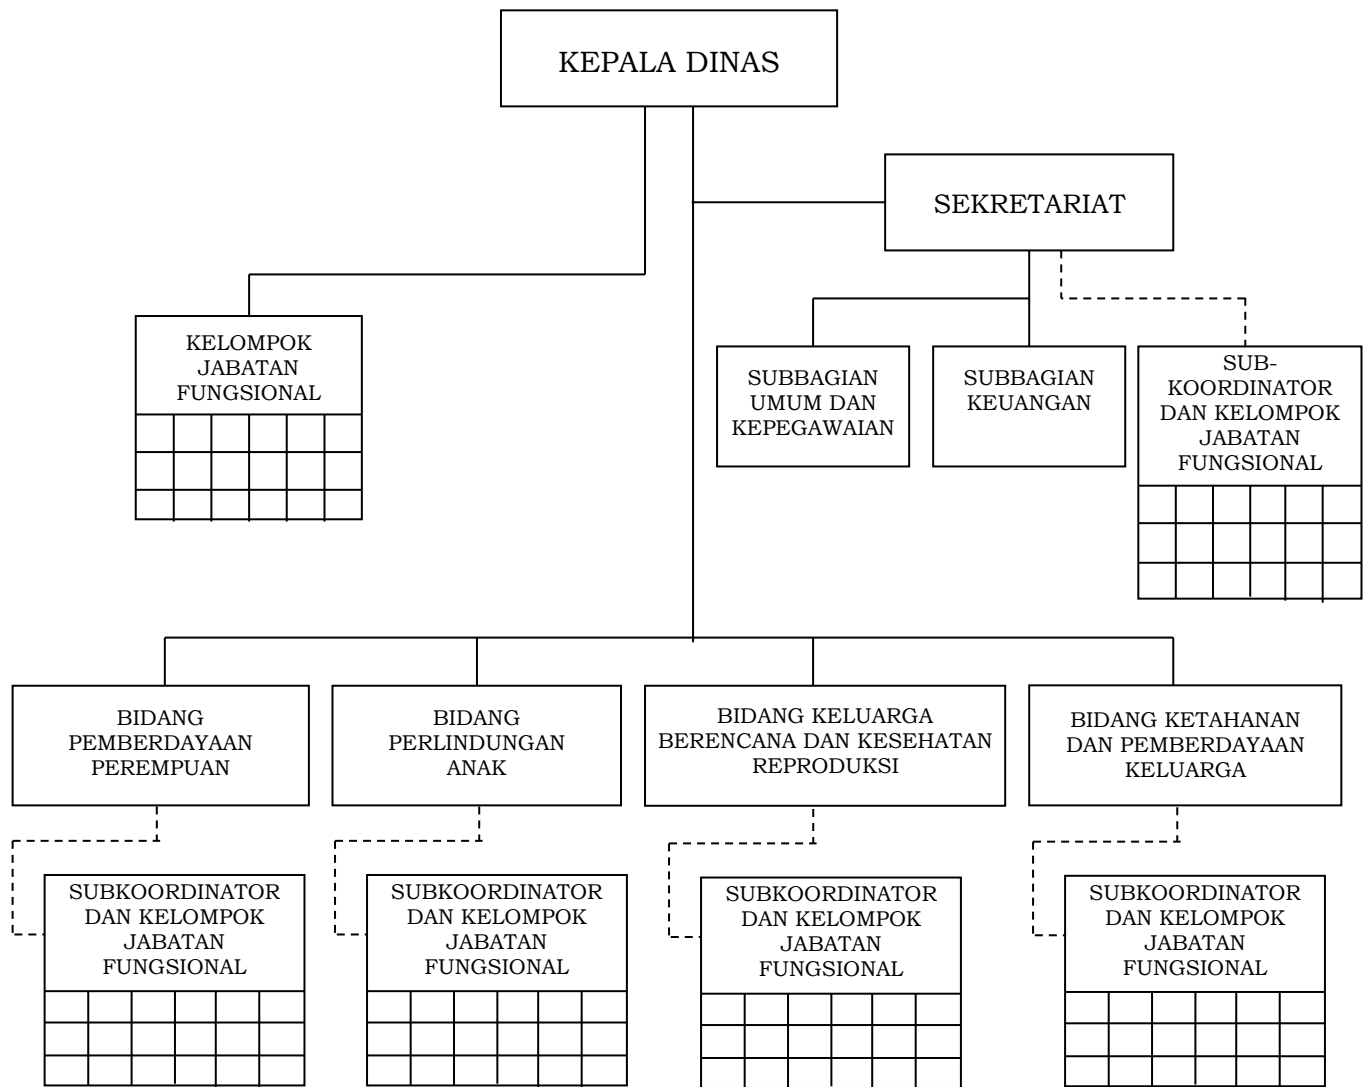 KEPALA DINAS
SEKRETARIAT
KELOMPOK
JABATAN
FUNGSIONAL
SUBBAGIAN
UMUM DAN
KEPEGAWAIAN
SUBBAGIAN
KEUANGAN
SUB-
KOORDINATOR
DAN KELOMPOK
JABATAN
FUNGSIONAL
BIDANG
PEMBERDAYAAN
PEREMPUAN
BIDANG
PERLINDUNGAN
ANAK
BIDANG KELUARGA
BERENCANA DAN KESEHATAN
REPRODUKSI
BIDANG KETAHANAN
DAN PEMBERDAYAAN
KELUARGA
SUBKOORDINATOR
DAN KELOMPOK
JABATAN
FUNGSIONAL
SUBKOORDINATOR
DAN KELOMPOK
JABATAN
FUNGSIONAL
SUBKOORDINATOR
DAN KELOMPOK
JABATAN
FUNGSIONAL
SUBKOORDINATOR
DAN KELOMPOK
JABATAN
FUNGSIONAL